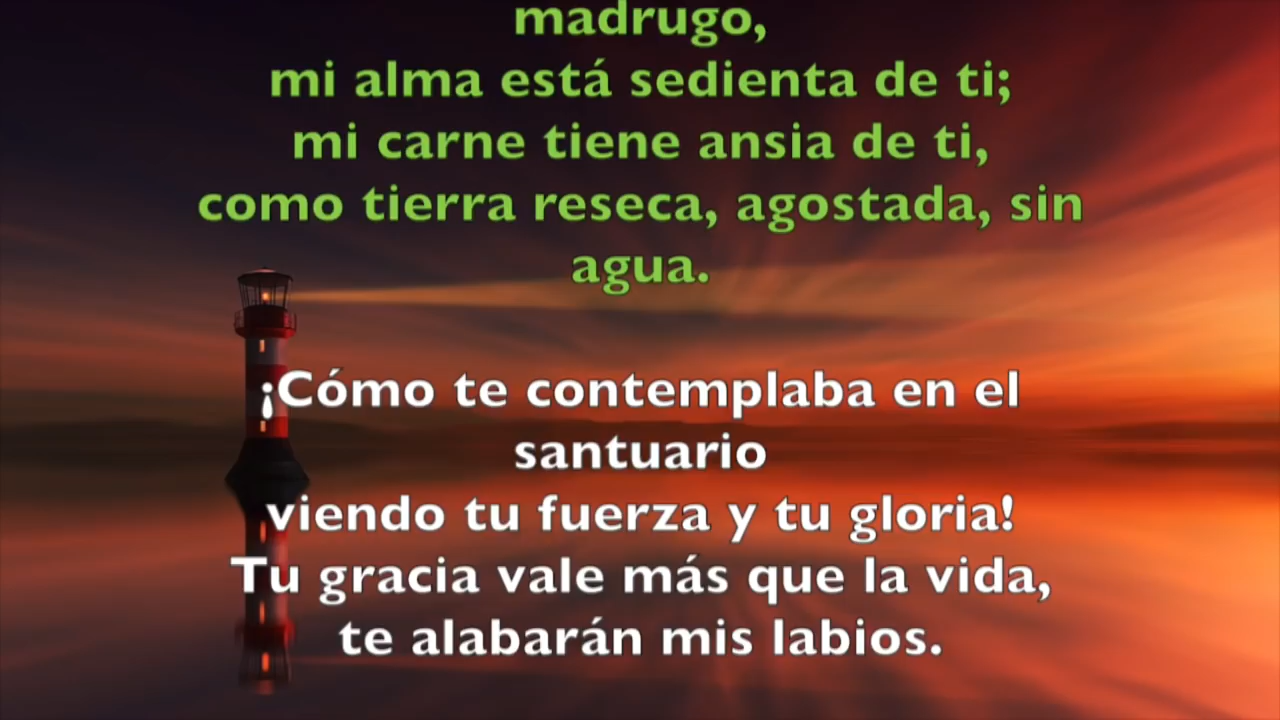 madrugo,
mi alma está sedienta de ti;
mi carne tiene ansia de ti,
como tierra reseca, agostada, sin
agua.
¡Cómo te contemplaba en el
santuario
viendo tu fuerza y tu gloria!
Tu gracia vale más que la vida,
te alabarán mis labios.